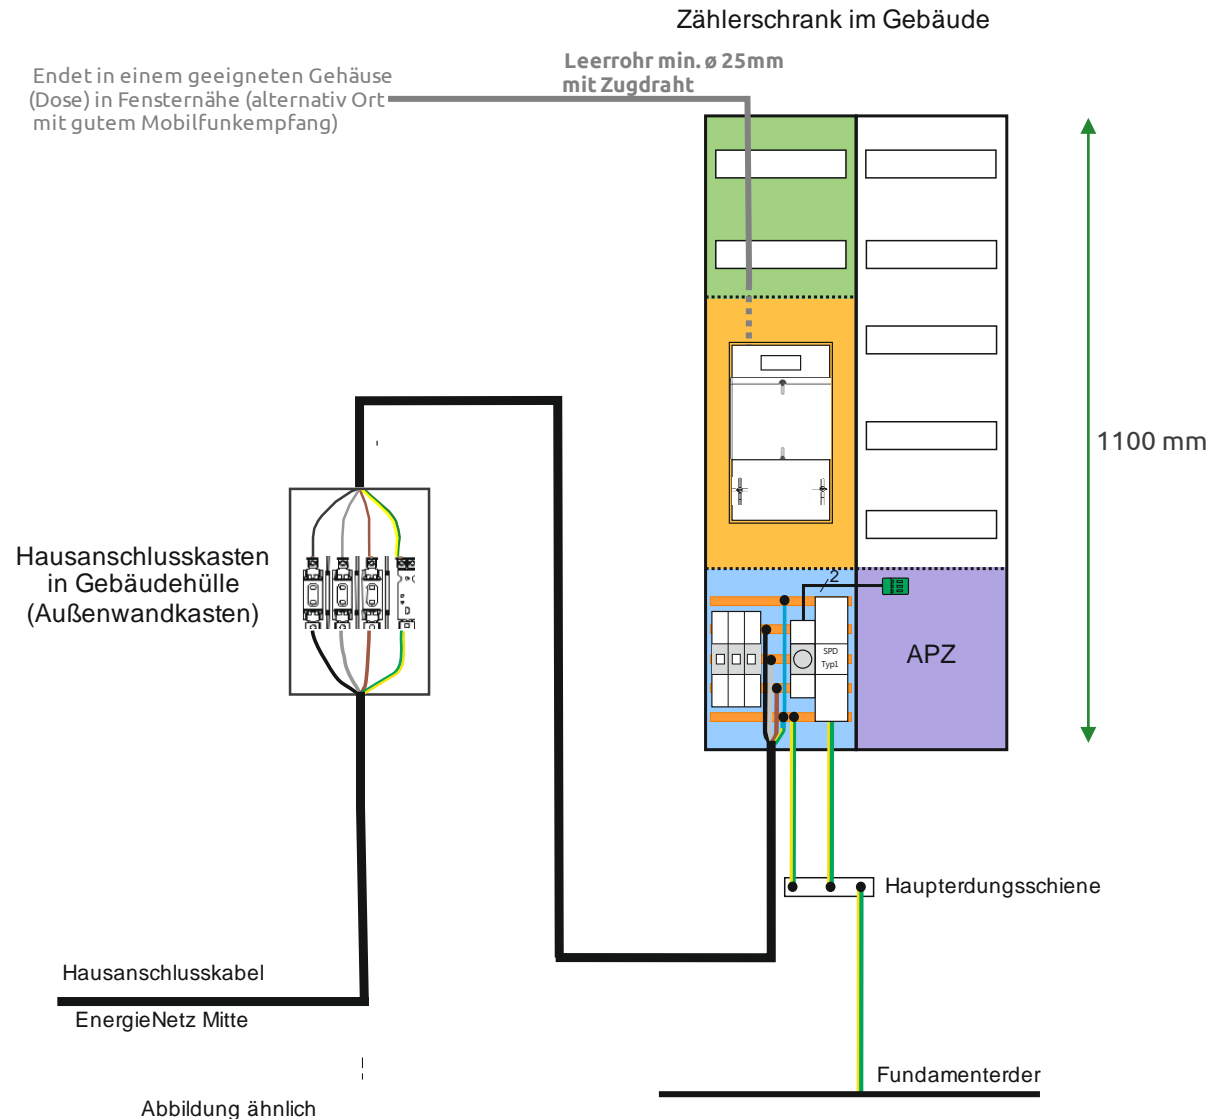 Zählerschrank im Gebäude
Leerrohr min. ø 25mm
mit Zugdraht
Endet in einem geeigneten Gehäuse
(Dose) in Fensternähe (alternativ Ort
mit gutem Mobilfunkempfang)
1100 mm
Hausanschlusskasten
in Gebäudehülle
(Außenwandkasten)
2
SPD
Typ1
APZ
Haupterdungsschiene
Hausanschlusskabel
EnergieNetz Mitte
Fundamenterder
Abbildung ähnlich